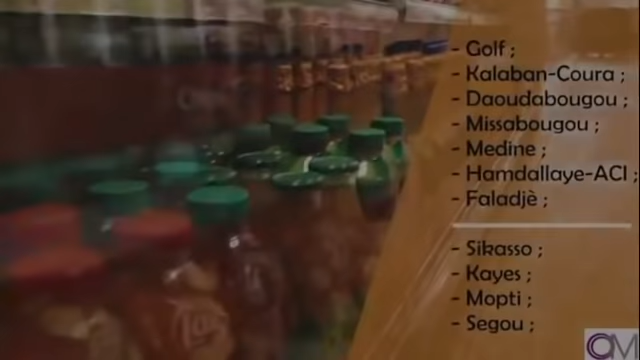 - Golf ;
- Kalaban-Coura ;
- Daoudabougou ;
- Missabougou ;
- Medine ;
- Hamdallaye-ACI ;
- Faladjè ;
- Sikasso ;
- Kayes ;
- Mopti ;
- Segou ;